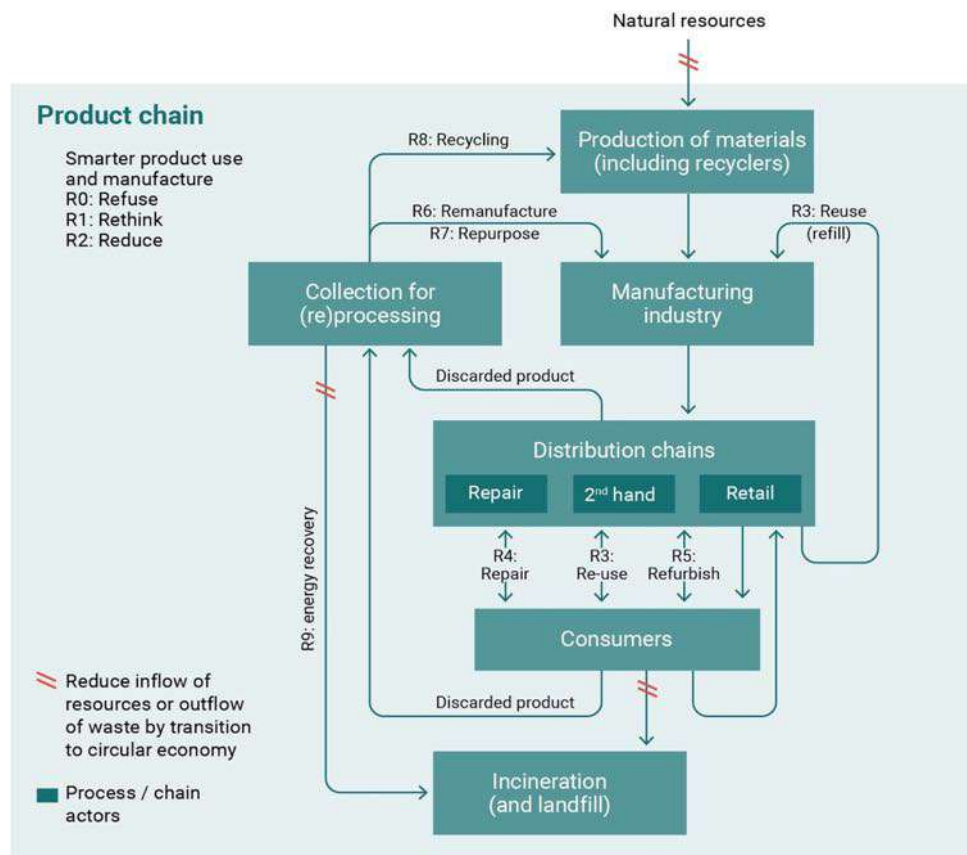 Natural resources
Product chain
Smarter product use
and manufacture
R0: Refuse
R1: Rethink
R2: Reduce
R8: Recycling
Production of materials
(including recyclers)
R6: Remanufacture
R7: Repurpose
R3: Reuse
(refill)
Collection for
(re)processing
Manufacturing
industry
Discarded product
Distribution chains
Repair
2nd hand
Retail
R4:
Repair
R3:
Re-use
R5:
Refurbish
R9: energy recovery
Consumers
Discarded product
Reduce inflow of
resources or outflow
of waste by transition
to circular economy
Incineration
(and landfill)
Process / chain
actors